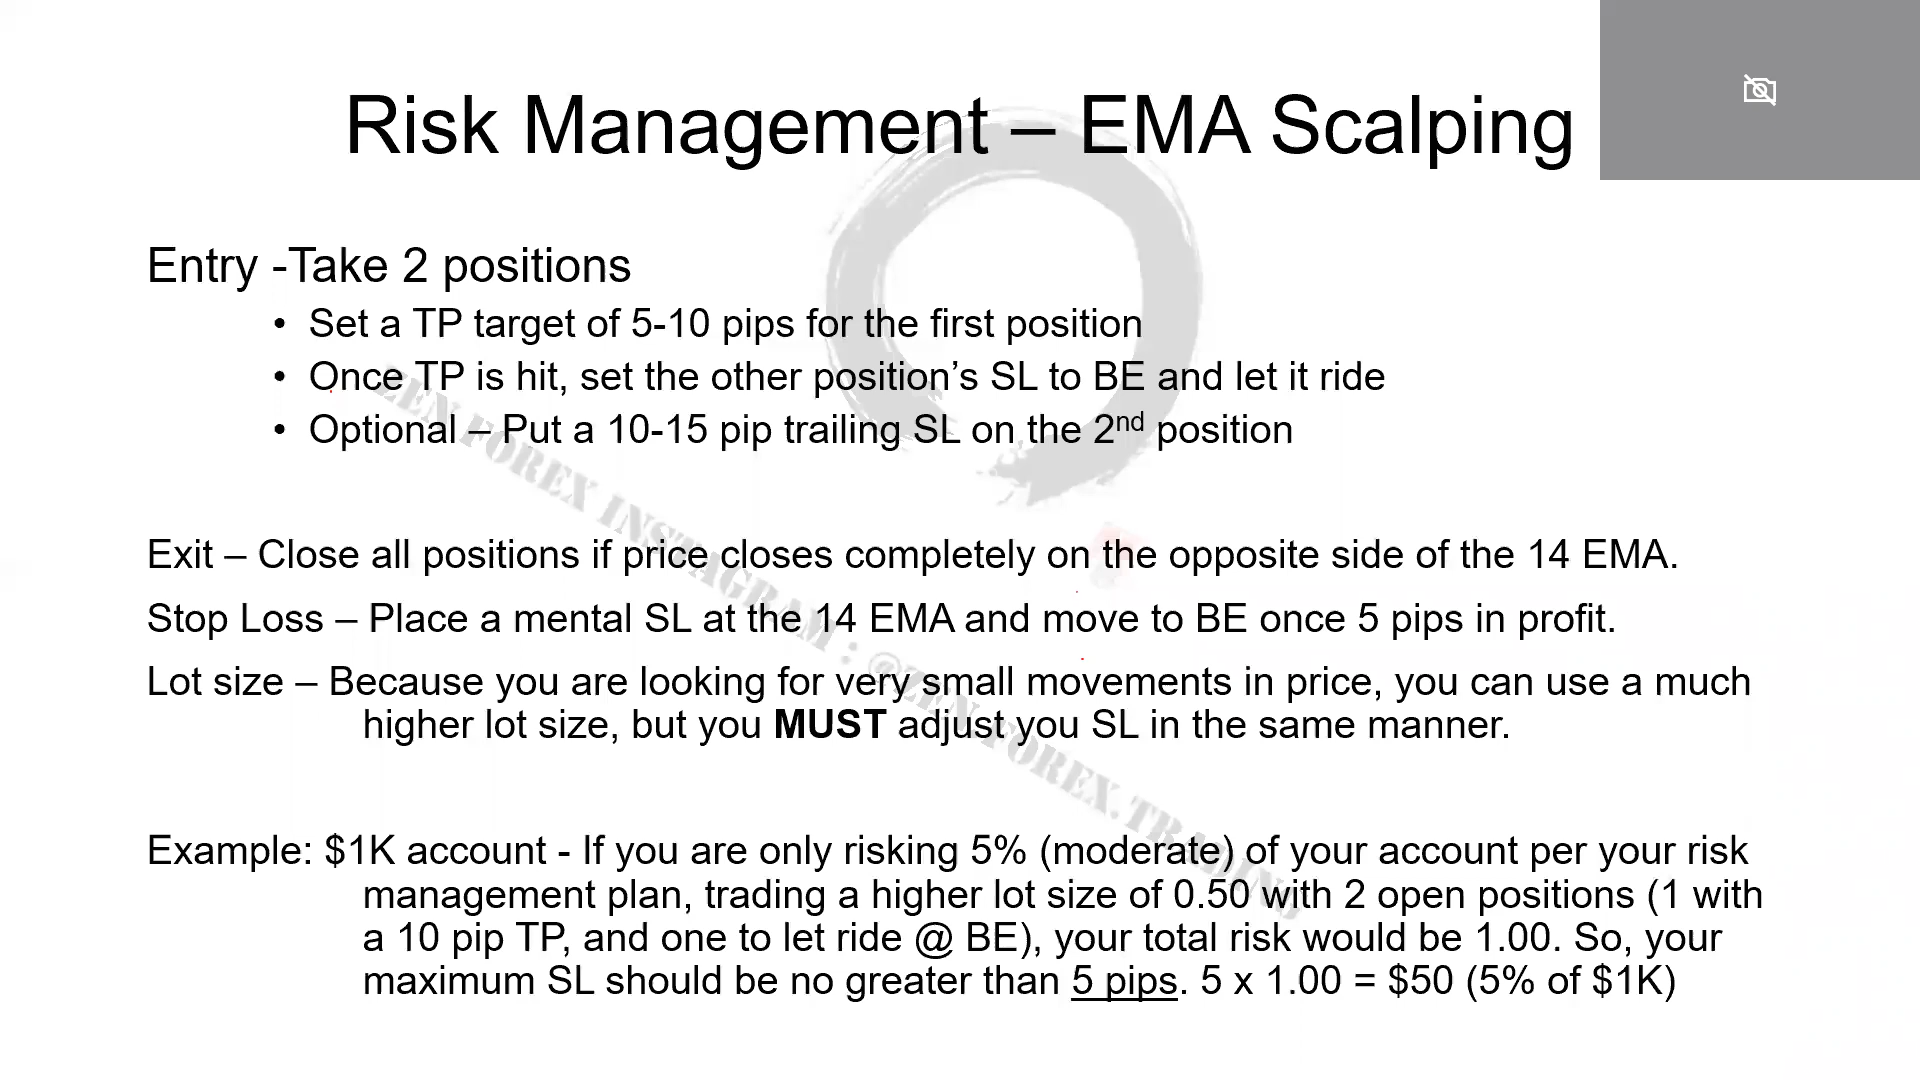 Risk Management – EMA Scalping
Entry -Take 2 positions
• Set a TP target of 5-10 pips for the first position
• Once TP is hit, set the other position’s SL to BE and let it ride
• Optional – Put a 10-15 pip trailing SL on the 2nd position
Exit – Close all positions if price closes completely on the opposite side of the 14 EMA.
Stop Loss – Place a mental SL at the 14 EMA and move to BE once 5 pips in profit.
Lot size – Because you are looking for very small movements in price, you can use a much
higher lot size, but you MUST adjust you SL in the same manner.
Example: $1K account - If you are only risking 5% (moderate) of your account per your risk
management plan, trading a higher lot size of 0.50 with 2 open positions (1 with
a 10 pip TP, and one to let ride @ BE), your total risk would be 1.00. So, your
maximum SL should be no greater than 5 pips. 5 x 1.00 = $50 (5% of $1K)
ZEN FOREX INSTAGRAM : @ZEN.FOREX.TRADING